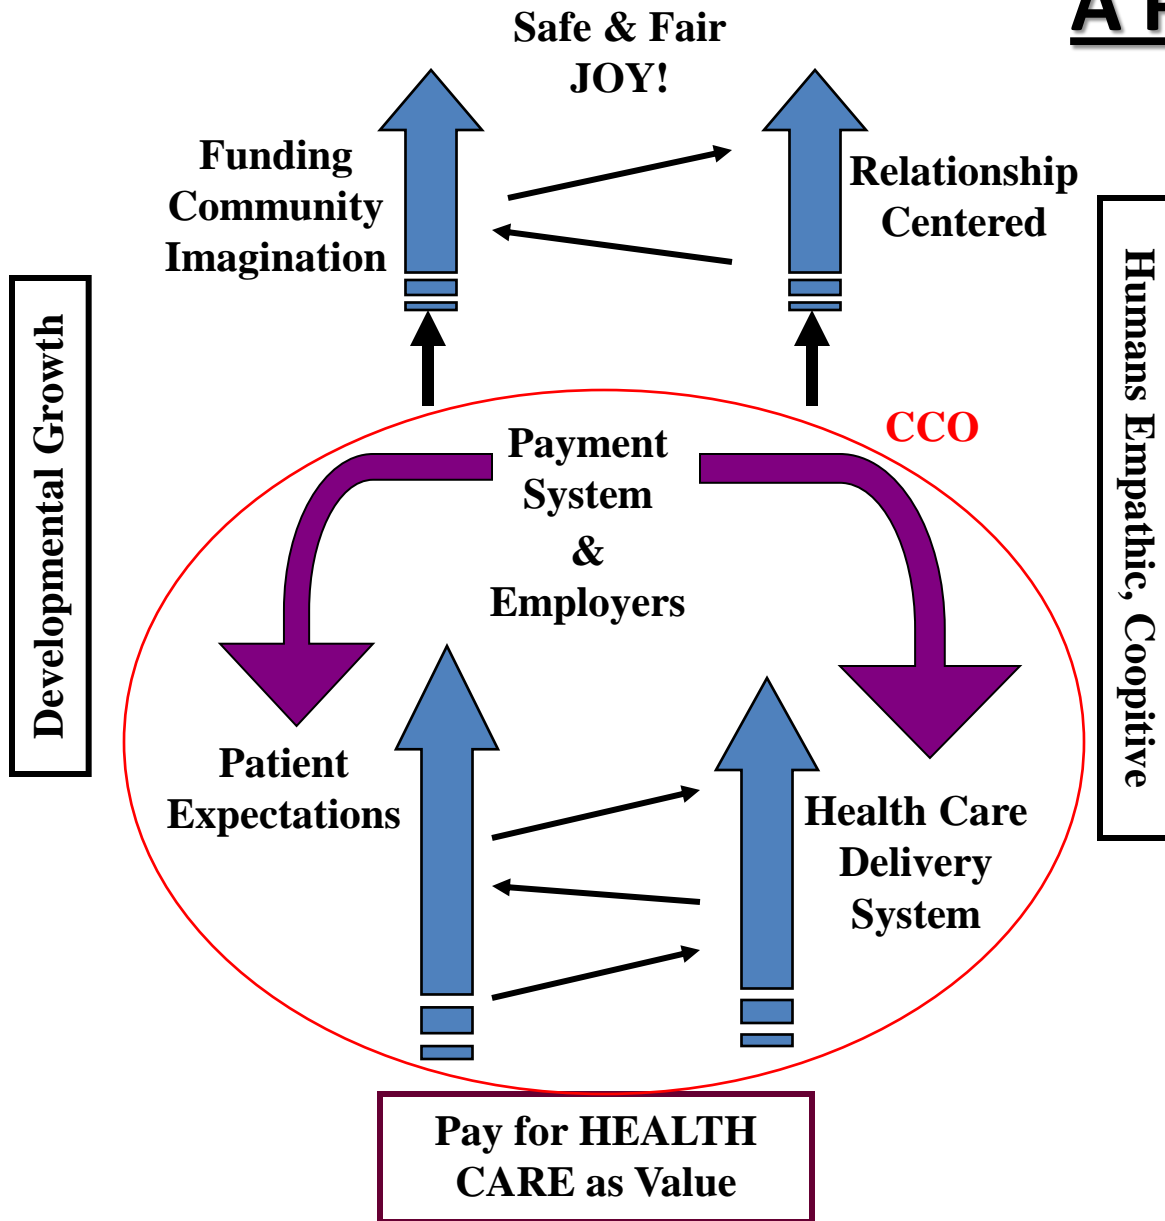 A
Safe & Fair
JOY!
Funding
Community
Imagination
Relationship
Centered
Developmental Growth
Humans Empathic, Coopitive
CCO
Payment
System
&
Employers
Patient
Expectations
Health Care
Delivery
System
Pay for HEALTH
CARE as Value